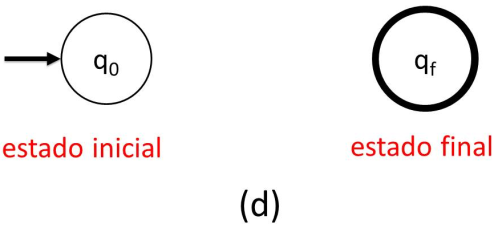 q0
qf
estado inicial
estado final
(d)